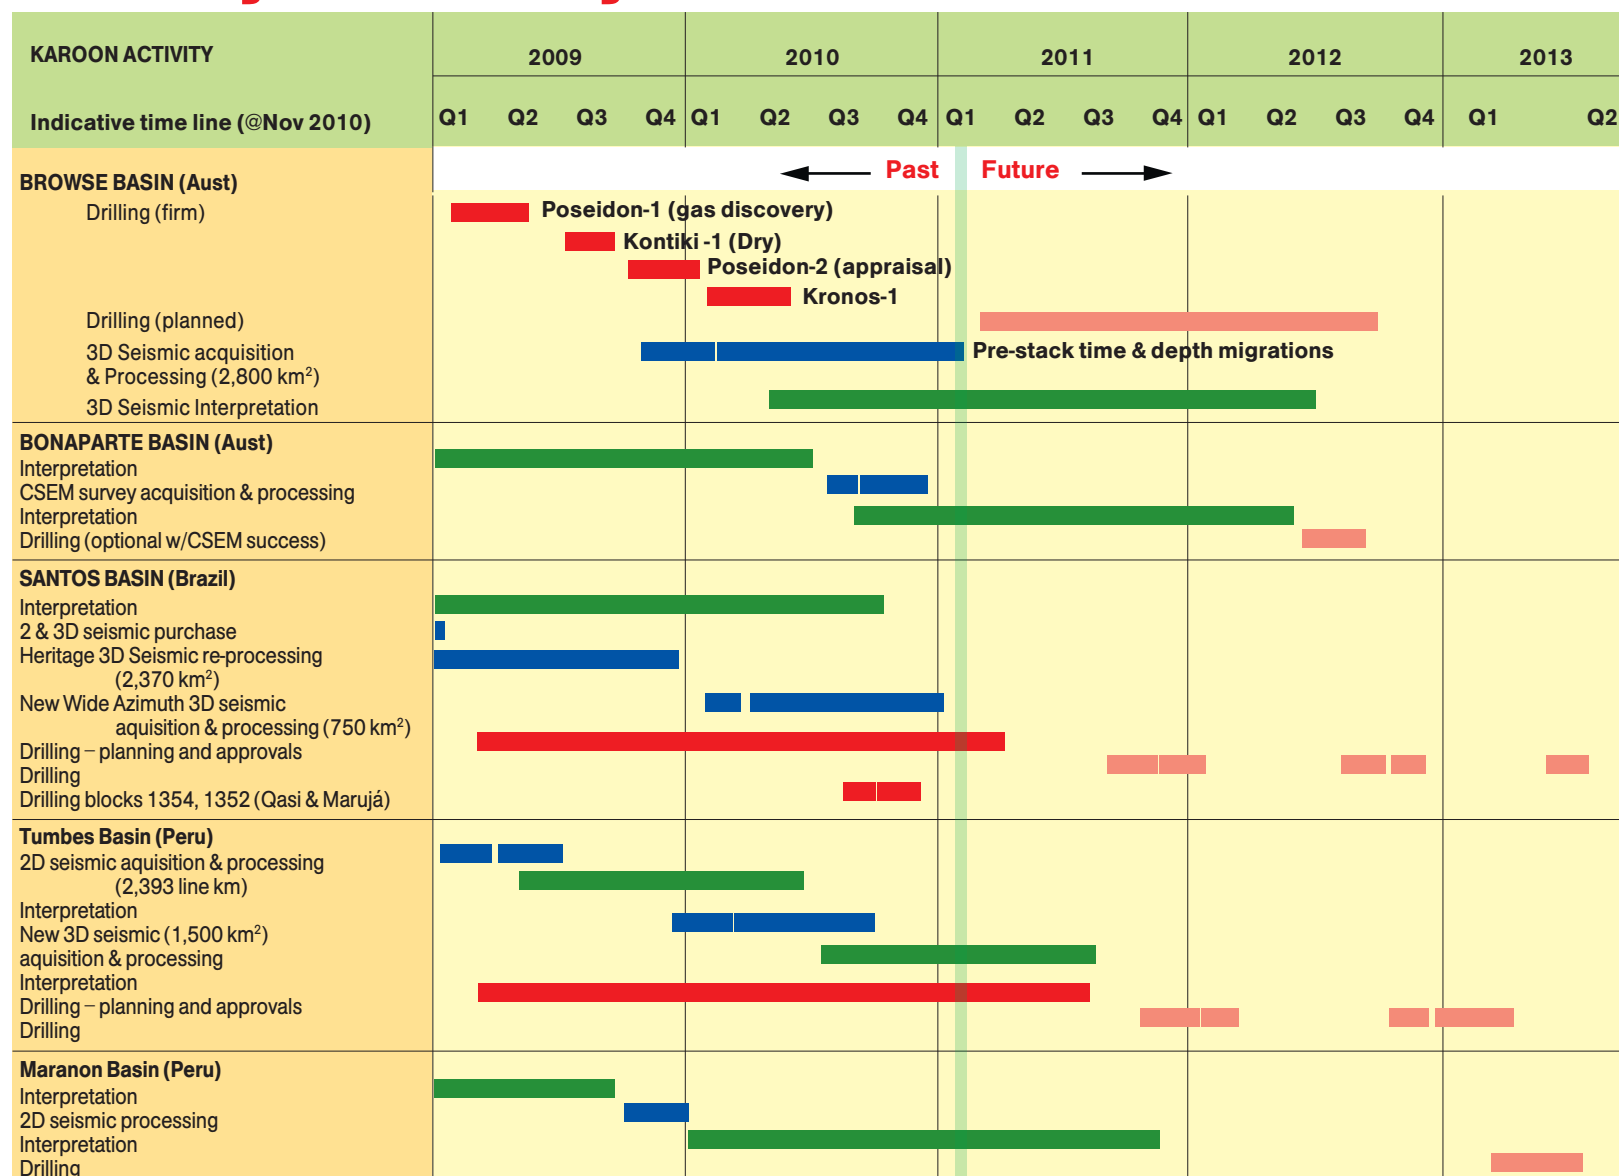 KAROON ACTIVITY 2009 2010 2011 2012 2013
Indicative time line (@Nov 2010) Q1 Q2 Q3 Q4 Q1 Q2 Q3 Q4 Q1 Q2 Q3 Q4 Q1 Q2 Q3 Q4 Q1 Q2
Past Future
BROWSE BASIN (Aust)
Drilling (firm) Poseidon-1 (gas discovery)
Kontiki -1 (Dry)
Poseidon-2 (appraisal)
Kronos-1
Drilling (planned)
3D Seismic acquisition Pre-stack time & depth migrations
& Processing (2,800 km²)
3D Seismic Interpretation
BONAPARTE BASIN (Aust)
Interpretation
CSEM survey acquisition & processing
Interpretation
Drilling (optional w/CSEM success)
SANTOS BASIN (Brazil)
Interpretation
2 & 3D seismic purchase
Heritage 3D Seismic re-processing
(2,370 km²)
New Wide Azimuth 3D seismic
aquisition & processing (750 km²)
Drilling – planning and approvals
Drilling
Drilling blocks 1354, 1352 (Qasi & Marujá)
Tumbes Basin (Peru)
2D seismic aquisition & processing
(2,393 line km)
Interpretation
New 3D seismic (1,500 km²)
aquisition & processing
Interpretation
Drilling – planning and approvals
Drilling
Maranon Basin (Peru)
Interpretation
2D seismic processing
Interpretation
Drilling